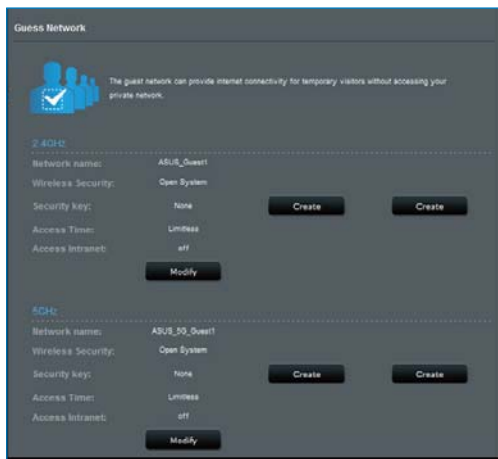 Guess Network
The guest network can provide internet connectivity for temporary visitors without accessing your
private network.
2.4GHz
Network name: ASUS_Guest1
Wireless Security: Open System
Security key: None Create Create
Access Time: Limitless
Access Intranet: off
Modify
5GHz
Network name: ASUS_5G_Guest1
Wireless Security: Open System
Security key: None Create Create
Access Time: Limitless
Access Intranet: off
Modify